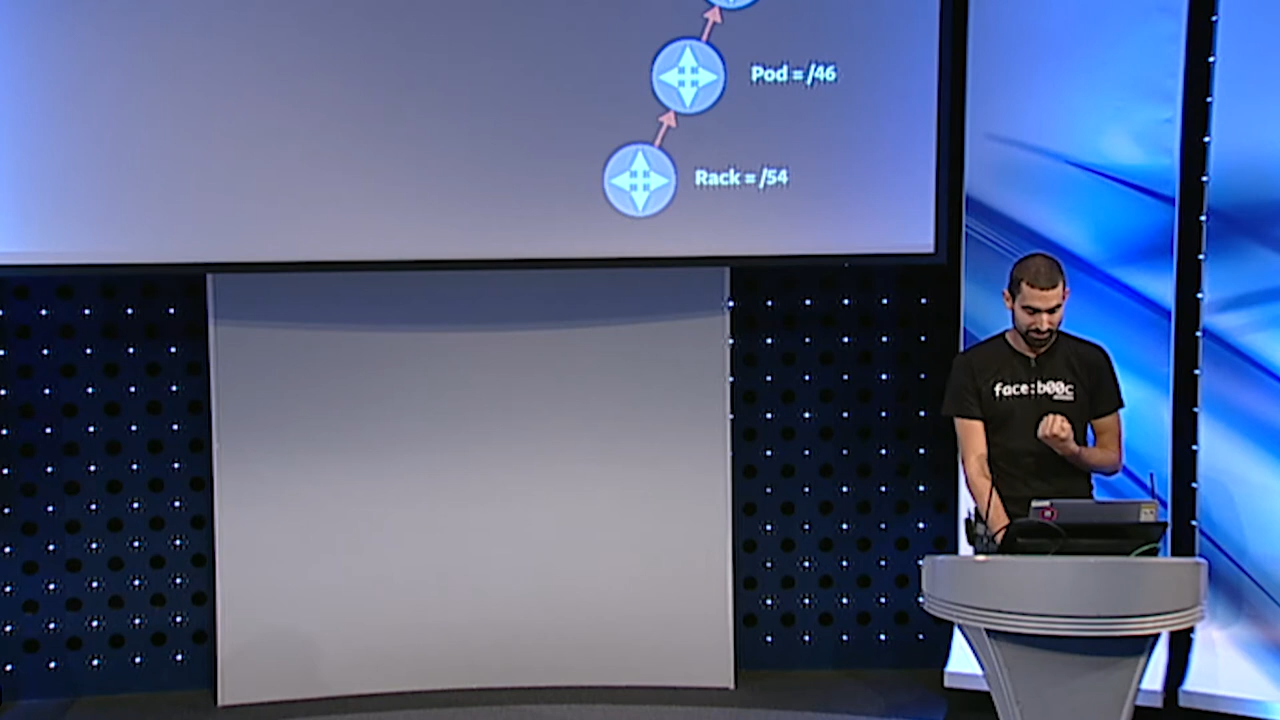 Pod = /46
Rack = /54
face:b00c